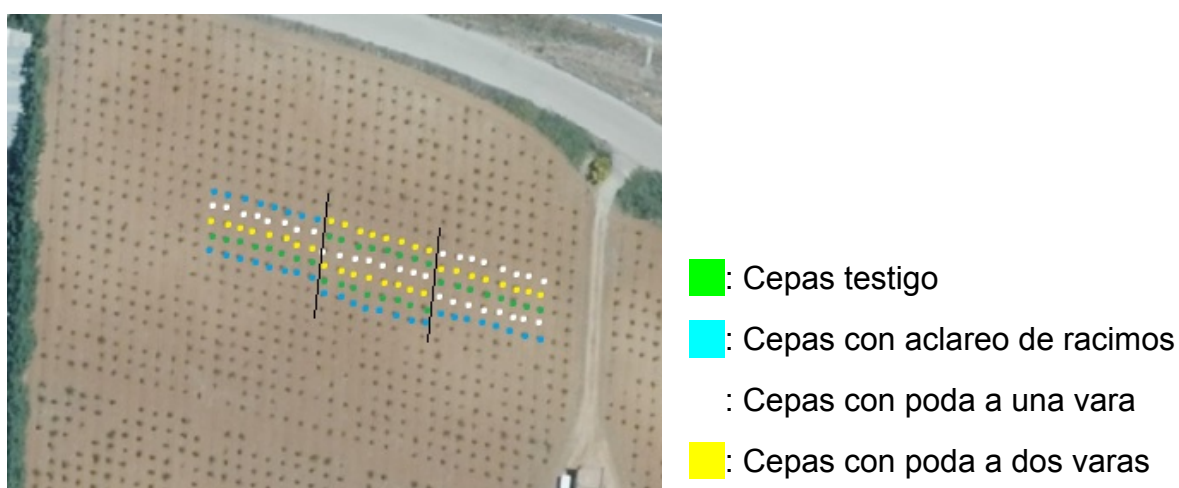 : Cepas testigo
: Cepas con aclareo de racimos
: Cepas con poda a una vara
: Cepas con poda a dos varas